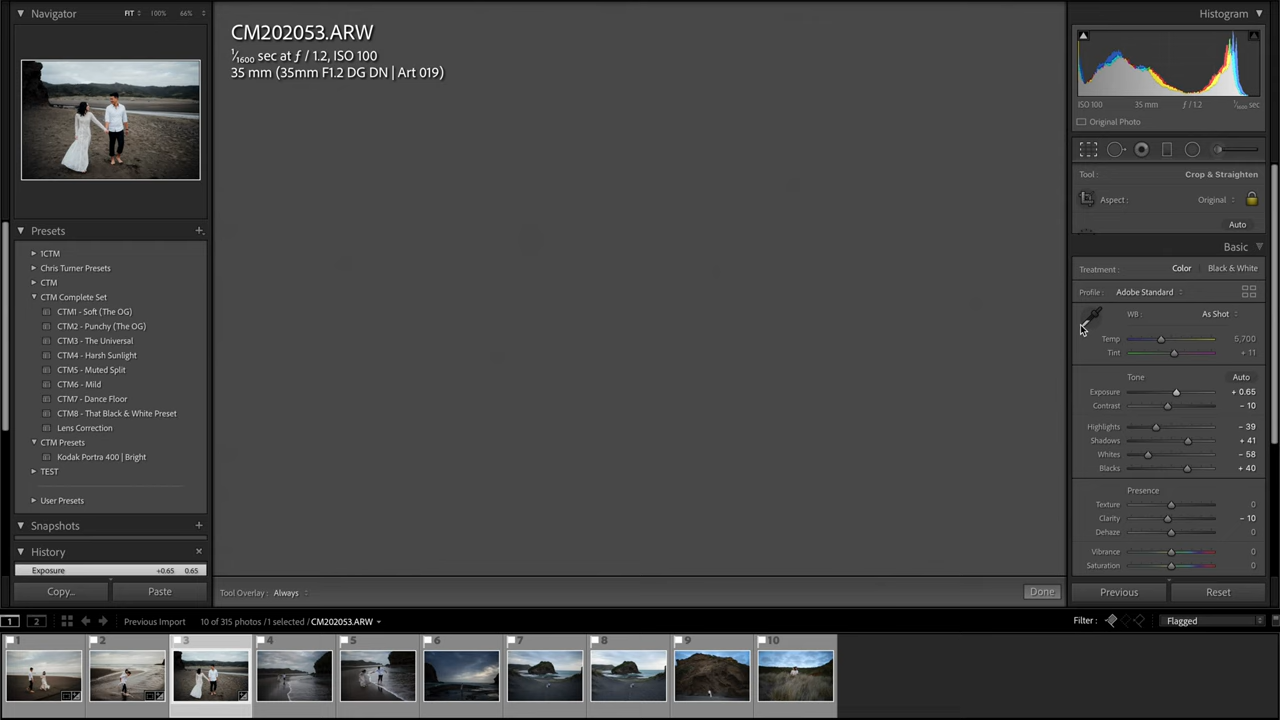 Navigator
FIT
100%
66%
CM202053.ARW
1/1600 sec at ƒ / 1.2, ISO 100
35 mm (35mm F1.2 DG DN | Art 019)
Presets
1CTM
Chris Turner Presets
CTM
CTM Complete Set
CTM1 - Soft (The OG)
CTM2 - Punchy (The OG)
CTM3 - The Universal
CTM4 - Harsh Sunlight
CTM5 - Muted Split
CTM6 - Mild
CTM7 - Dance Floor
CTM8 - That Black & White Preset
Lens Correction
CTM Presets
Kodak Portra 400 | Bright
TEST
User Presets
Snapshots
History
Exposure +0.65 0.65
Copy... Paste
Tool Overlay: Always
Done
Histogram
ISO 100 35 mm ƒ / 1.2 1/1600 sec
Original Photo
Tool : Crop & Straighten
Aspect : Original
Auto
Basic
Treatment : Color Black & White
Profile : Adobe Standard
WB : As Shot
Temp 5,700
Tint + 11
Tone Auto
Exposure + 0.65
Contrast – 10
Highlights – 39
Shadows + 41
Whites – 58
Blacks + 40
Presence
Texture 0
Clarity – 10
Dehaze 0
Vibrance 0
Saturation 0
Previous Reset
1 2 Previous Import 10 of 315 photos / 1 selected / CM202053.ARW
Filter : Flagged
1 2 3 4 5 6 7 8 9 10